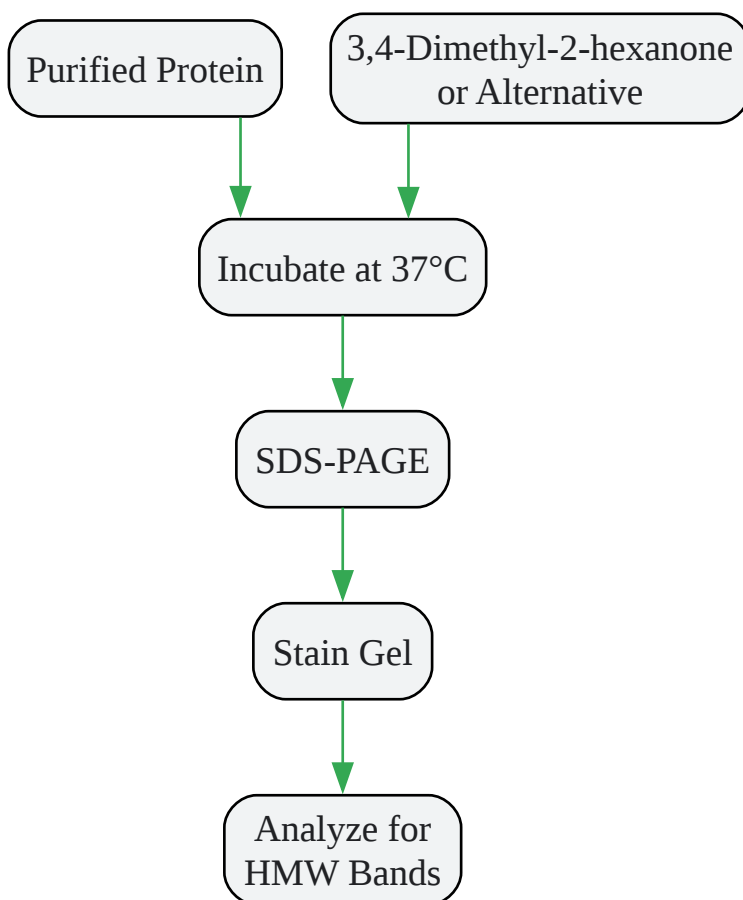 Purified Protein
3,4-Dimethyl-2-hexanone
or Alternative
Incubate at 37°C
SDS-PAGE
Stain Gel
Analyze for
HMW Bands